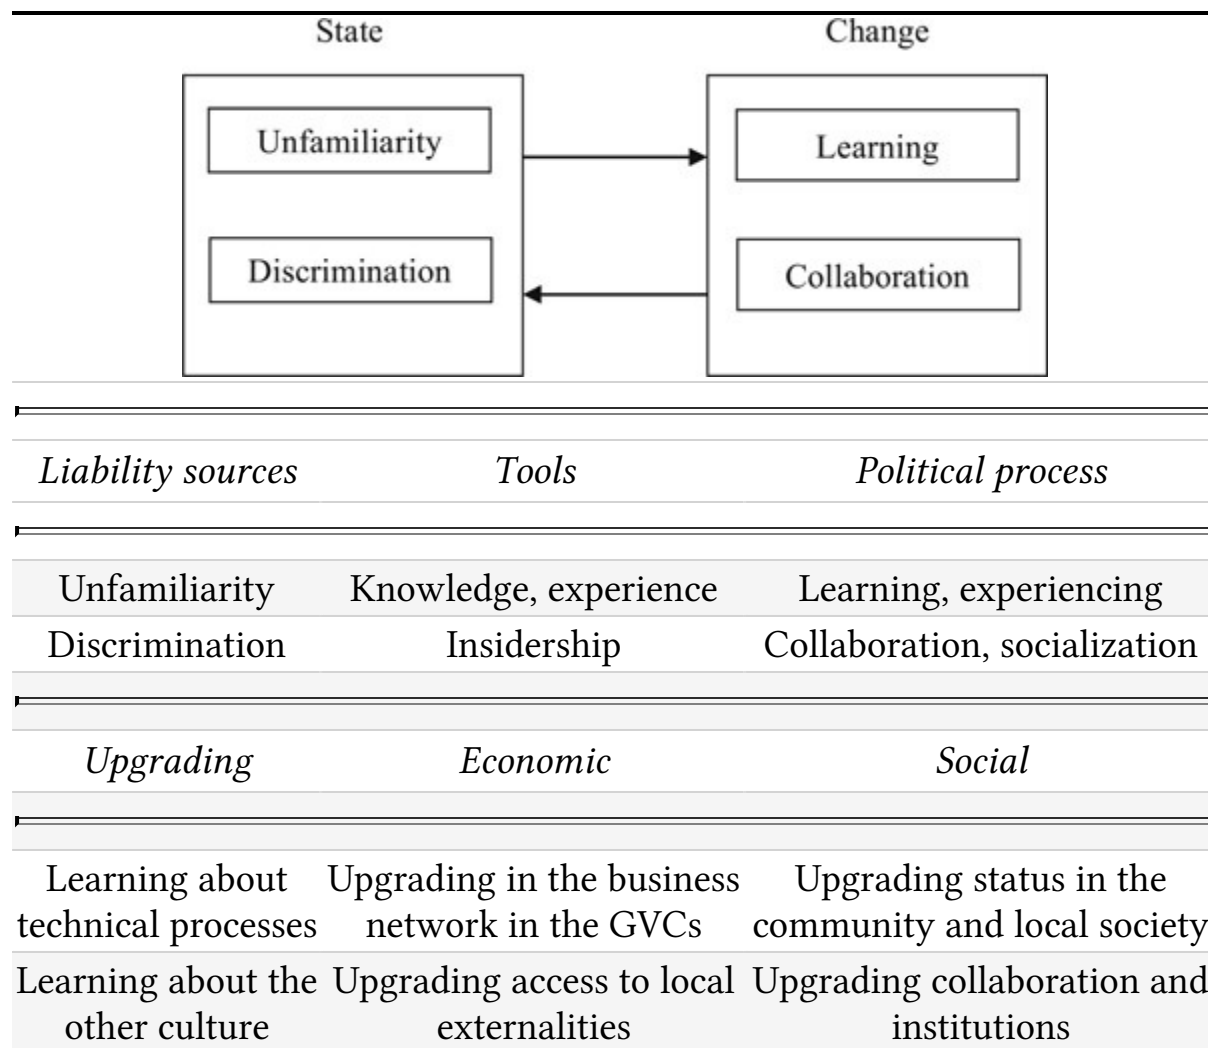 State Change
Unfamiliarity Learning
Discrimination Collaboration
Liability sources Tools Political process
Unfamiliarity Knowledge, experience Learning, experiencing
Discrimination Insidership Collaboration, socialization
Upgrading Economic Social
Learning about Upgrading in the business Upgrading status in the
technical processes network in the GVCs community and local society
Learning about the Upgrading access to local Upgrading collaboration and
other culture externalities institutions